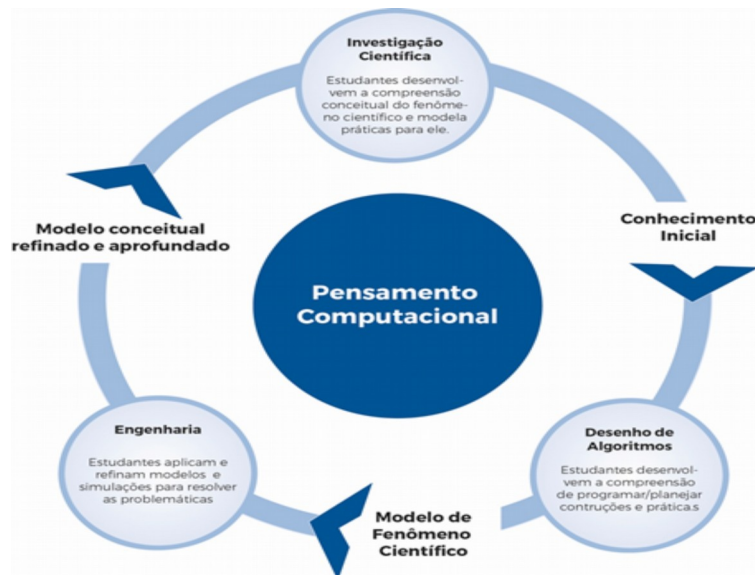 Investigação
Científica
Estudantes desenvol-
vem a compreensão
conceitual do fenôme-
no científico e modela
práticas para ele.
Conhecimento
Inicial
Modelo conceitual
refinado e aprofundado
Pensamento
Computacional
Engenharia
Estudantes aplicam e
refinam modelos e
simulações para resolver
as problemáticas
Desenho de
Algoritmos
Estudantes desenvol-
vem a compreensão
de programar/planejar
contruções e prática.s
Modelo de
Fenômeno
Científico